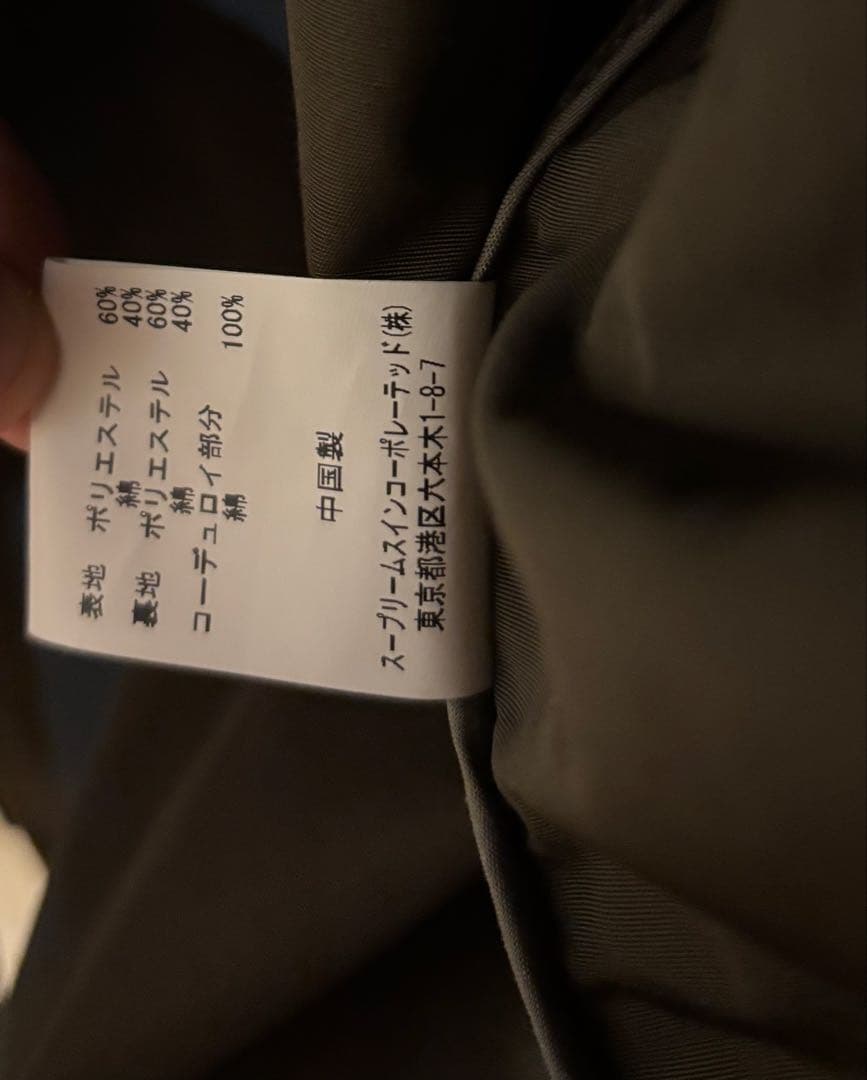 表地 ポリエステル 60%
綿 40%
裏地 ポリエステル 60%
綿 40%
コーデュロイ部分
綿 100%
中国製
スープリームスインコーポレーテッド(株)
東京都港区六本木1-8-7